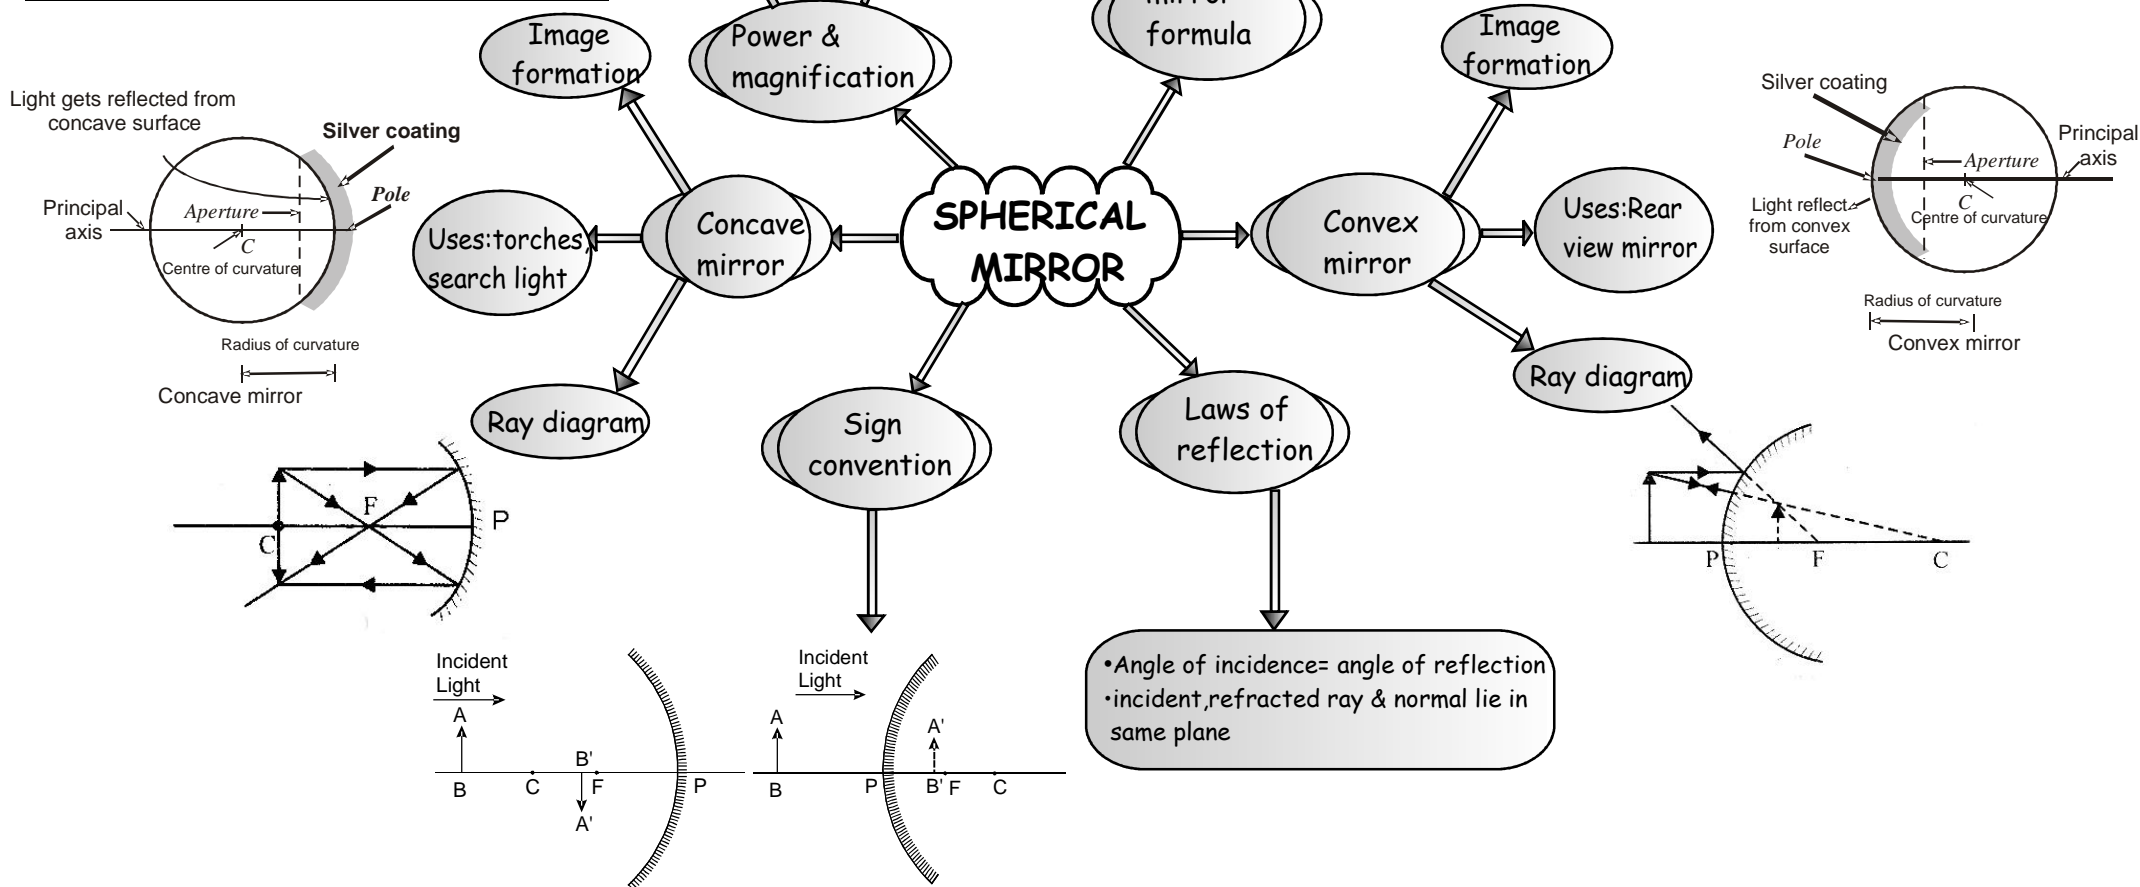 Image
formation
Power &
magnification
mirror
formula
Image
formation
Light gets reflected from
concave surface
Silver coating
Pole
Principal
axis
Aperture
C
Centre of curvature
Radius of curvature
Concave mirror
Uses:torches,
search light
Concave
mirror
SPHERICAL
MIRROR
Convex
mirror
Uses:Rear
view mirror
Silver coating
Pole
Principal
axis
Aperture
C
Centre of curvature
Light reflect
from convex
surface
Radius of curvature
Convex mirror
Ray diagram
Sign
convention
Laws of
reflection
Ray diagram
F
C
P
P
F
C
Incident
Light
A
B
C
B'
F
A'
P
Incident
Light
A
B
P
A'
B'
F
C
•Angle of incidence= angle of reflection
•incident,refracted ray & normal lie in
same plane